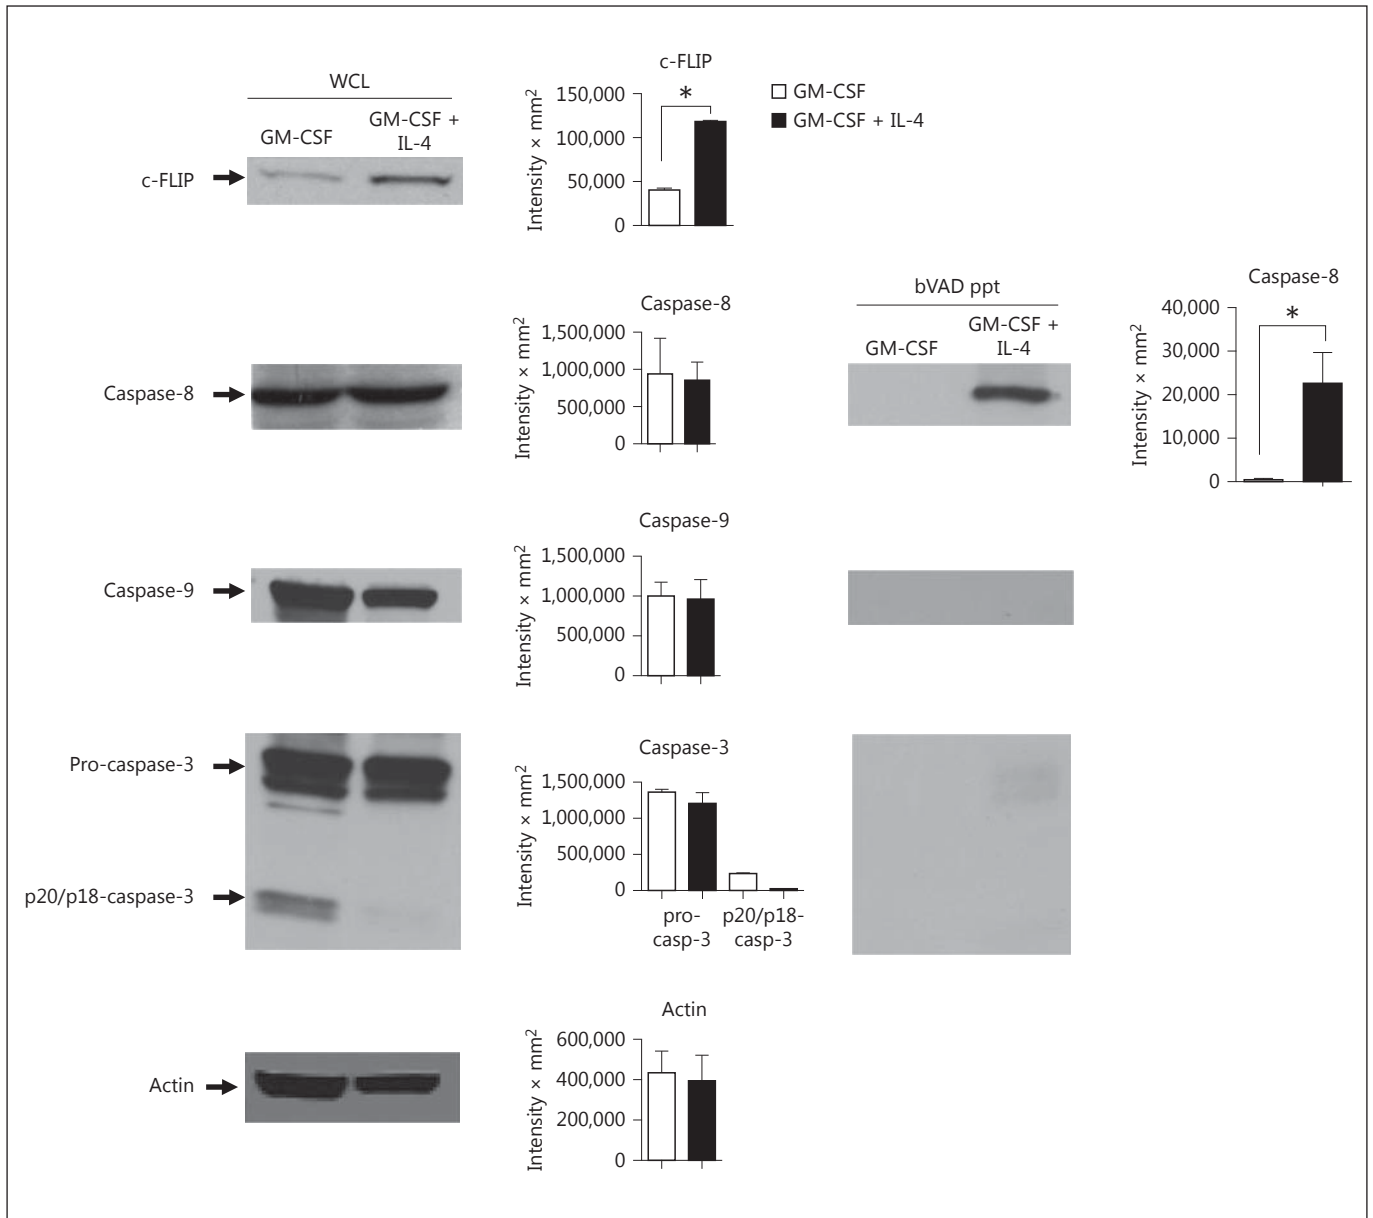 c-FLIP
WCL
GM-CSF
GM-CSF +
IL-4
c-FLIP
150,000
100,000
50,000
0
Intensity × mm2
*
GM-CSF
GM-CSF + IL-4
Caspase-8
Caspase-8
1,500,000
1,000,000
500,000
0
Intensity × mm2
bVAD ppt
GM-CSF
GM-CSF +
IL-4
Caspase-8
40,000
30,000
20,000
10,000
0
Intensity × mm2
*
Caspase-9
Caspase-9
1,500,000
1,000,000
500,000
0
Intensity × mm2
Pro-caspase-3
p20/p18-caspase-3
Caspase-3
1,500,000
1,000,000
500,000
0
Intensity × mm2
pro-
casp-3
p20/p18-
casp-3
Actin
Actin
600,000
400,000
200,000
0
Intensity × mm2